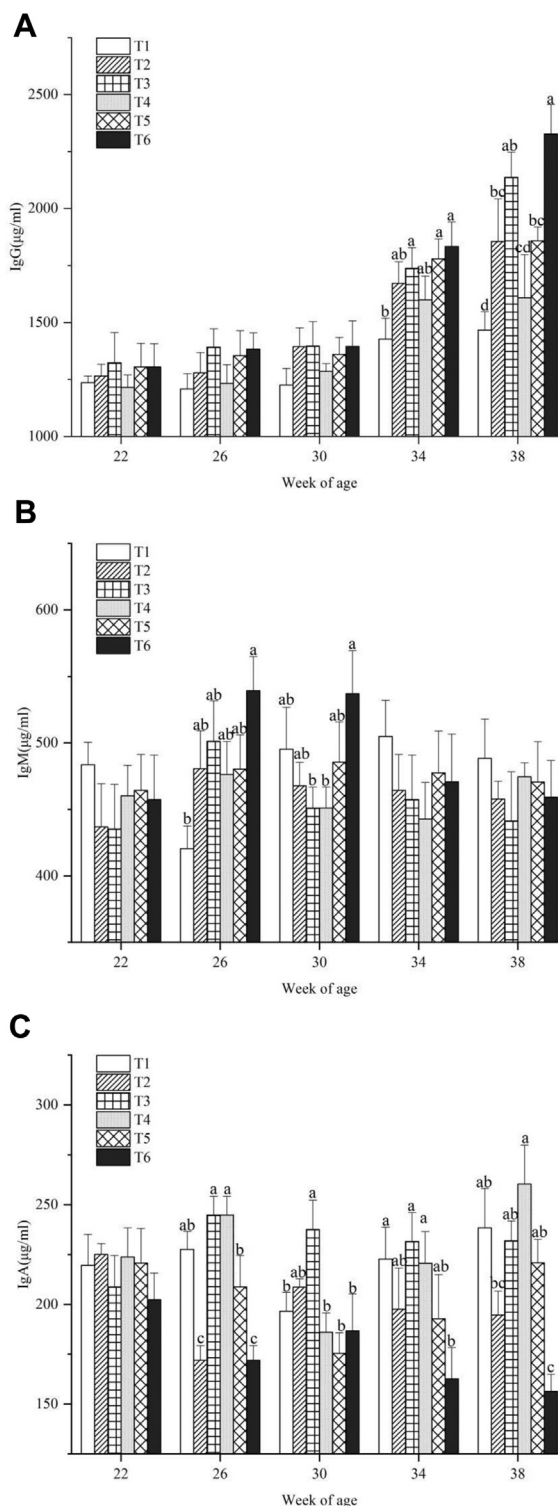 A
T1
T2
T3
T4
T5
T6
2500
2000
1500
1000
IgG(μg/ml)
b ab a ab a a
d bc ab cd bc a
22 26 30 34 38
Week of age
B
T1
T2
T3
T4
T5
T6
600
500
400
IgM(μg/ml)
b ab ab ab ab a
ab ab b b ab a
22 26 30 34 38
Week of age
C
T1
T2
T3
T4
T5
T6
300
250
200
150
IgA(μg/ml)
ab c a a b c
b ab a b b b
a ab a a ab b
ab bc ab a ab c
22 26 30 34 38
Week of age